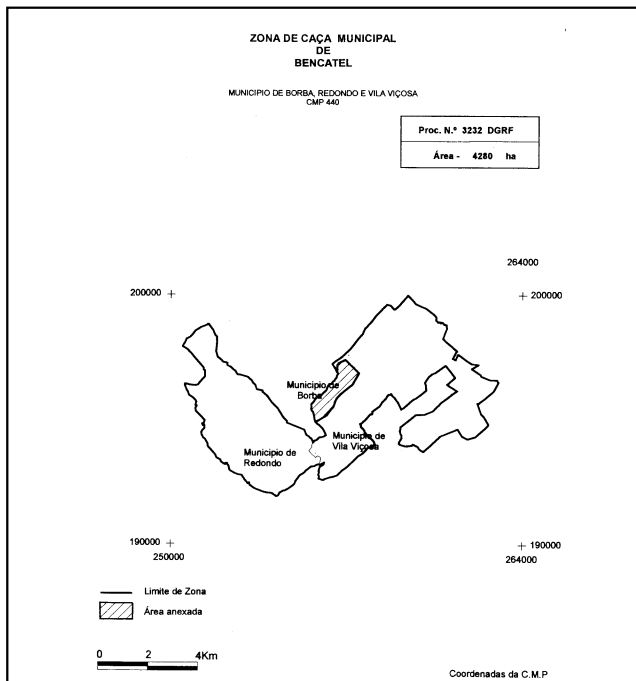 ZONA DE CAÇA MUNICIPAL
DE
BENCATEL
MUNICIPIO DE BORBA, REDONDO E VILA VIÇOSA
CMP 440
Proc. N.º 3232 DGRF
Área - 4280 ha
264000
200000
200000
Municipio de
Borba
Municipio de
Vila Viçosa
Municipio de
Redondo
190000
250000
190000
264000
Limite de Zona
Área anexada
0 2 4Km
Coordenadas da C.M.P